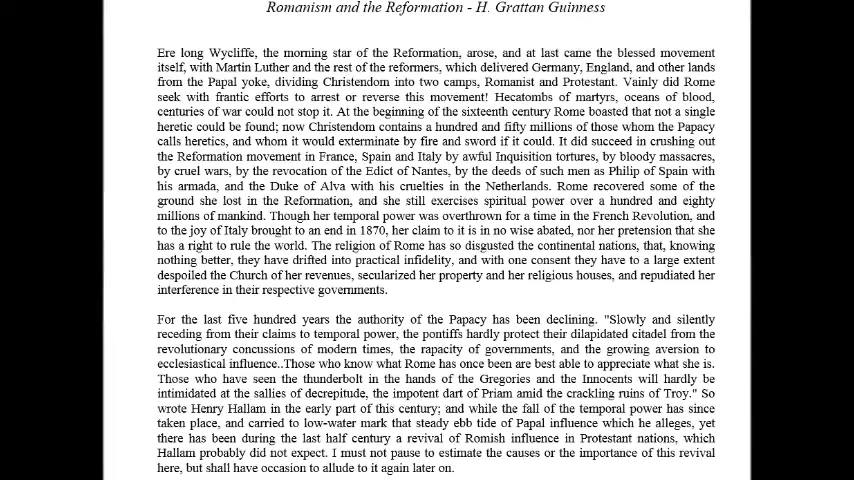 Romanism and the Reformation - H. Grattan Guinness
Ere long Wycliffe, the morning star of the Reformation, arose, and at last came the blessed movement
itself, with Martin Luther and the rest of the reformers, which delivered Germany, England, and other lands
from the Papal yoke, dividing Christendom into two camps, Romanist and Protestant. Vainly did Rome
seek with frantic efforts to arrest or reverse this movement! Hecatombs of martyrs, oceans of blood,
centuries of war could not stop it. At the beginning of the sixteenth century Rome boasted that not a single
heretic could be found; now Christendom contains a hundred and fifty millions of those whom the Papacy
calls heretics, and whom it would exterminate by fire and sword if it could. It did succeed in crushing out
the Reformation movement in France, Spain and Italy by awful Inquisition tortures, by bloody massacres,
by cruel wars, by the revocation of the Edict of Nantes, by the deeds of such men as Philip of Spain with
his armada, and the Duke of Alva with his cruelties in the Netherlands. Rome recovered some of the
ground she lost in the Reformation, and she still exercises spiritual power over a hundred and eighty
millions of mankind. Though her temporal power was overthrown for a time in the French Revolution, and
to the joy of Italy brought to an end in 1870, her claim to it is in no wise abated, nor her pretension that she
has a right to rule the world. The religion of Rome has so disgusted the continental nations, that, knowing
nothing better, they have drifted into practical infidelity, and with one consent they have to a large extent
despoiled the Church of her revenues, secularized her property and her religious houses, and repudiated her
interference in their respective governments.
For the last five hundred years the authority of the Papacy has been declining. "Slowly and silently
receding from their claims to temporal power, the pontiffs hardly protect their dilapidated citadel from the
revolutionary concussions of modern times, the rapacity of governments, and the growing aversion to
ecclesiastical influence..Those who know what Rome has once been are best able to appreciate what she is.
Those who have seen the thunderbolt in the hands of the Gregories and the Innocents will hardly be
intimidated at the sallies of decrepitude, the impotent dart of Priam amid the crackling ruins of Troy." So
wrote Henry Hallam in the early part of this century; and while the fall of the temporal power has since
taken place, and carried to low-water mark that steady ebb tide of Papal influence which he alleges, yet
there has been during the last half century a revival of Romish influence in Protestant nations, which
Hallam probably did not expect. I must not pause to estimate the causes or the importance of this revival
here, but shall have occasion to allude to it again later on.